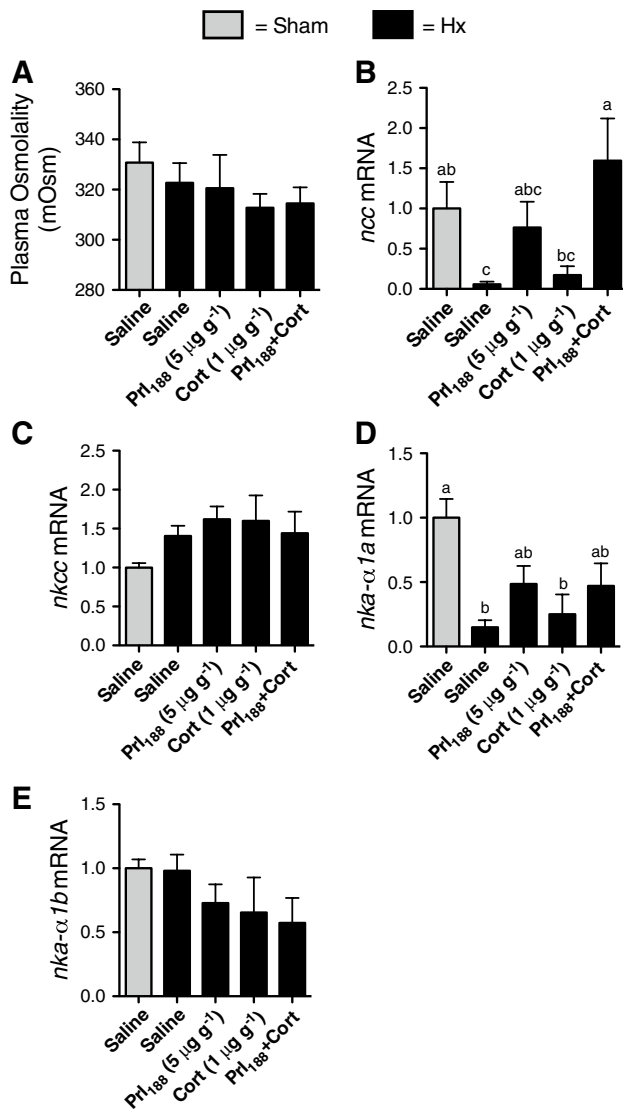 = Sham = Hx
A
Plasma Osmolality
(mOsm)
360
340
320
300
280
Saline
Saline
Prl₁₈₈ (5 μg g⁻¹)
Cort (1 μg g⁻¹)
Prl₁₈₈+Cort
B
ncc mRNA
2.5
2.0
1.5
1.0
0.5
0.0
ab
c
abc
bc
a
Saline
Saline
Prl₁₈₈ (5 μg g⁻¹)
Cort (1 μg g⁻¹)
Prl₁₈₈+Cort
C
nkcc mRNA
2.5
2.0
1.5
1.0
0.5
0.0
Saline
Saline
Prl₁₈₈ (5 μg g⁻¹)
Cort (1 μg g⁻¹)
Prl₁₈₈+Cort
D
nka-α1a mRNA
1.5
1.0
0.5
0.0
a
b
ab
b
ab
Saline
Saline
Prl₁₈₈ (5 μg g⁻¹)
Cort (1 μg g⁻¹)
Prl₁₈₈+Cort
E
nka-α1b mRNA
1.5
1.0
0.5
0.0
Saline
Saline
Prl₁₈₈ (5 μg g⁻¹)
Cort (1 μg g⁻¹)
Prl₁₈₈+Cort